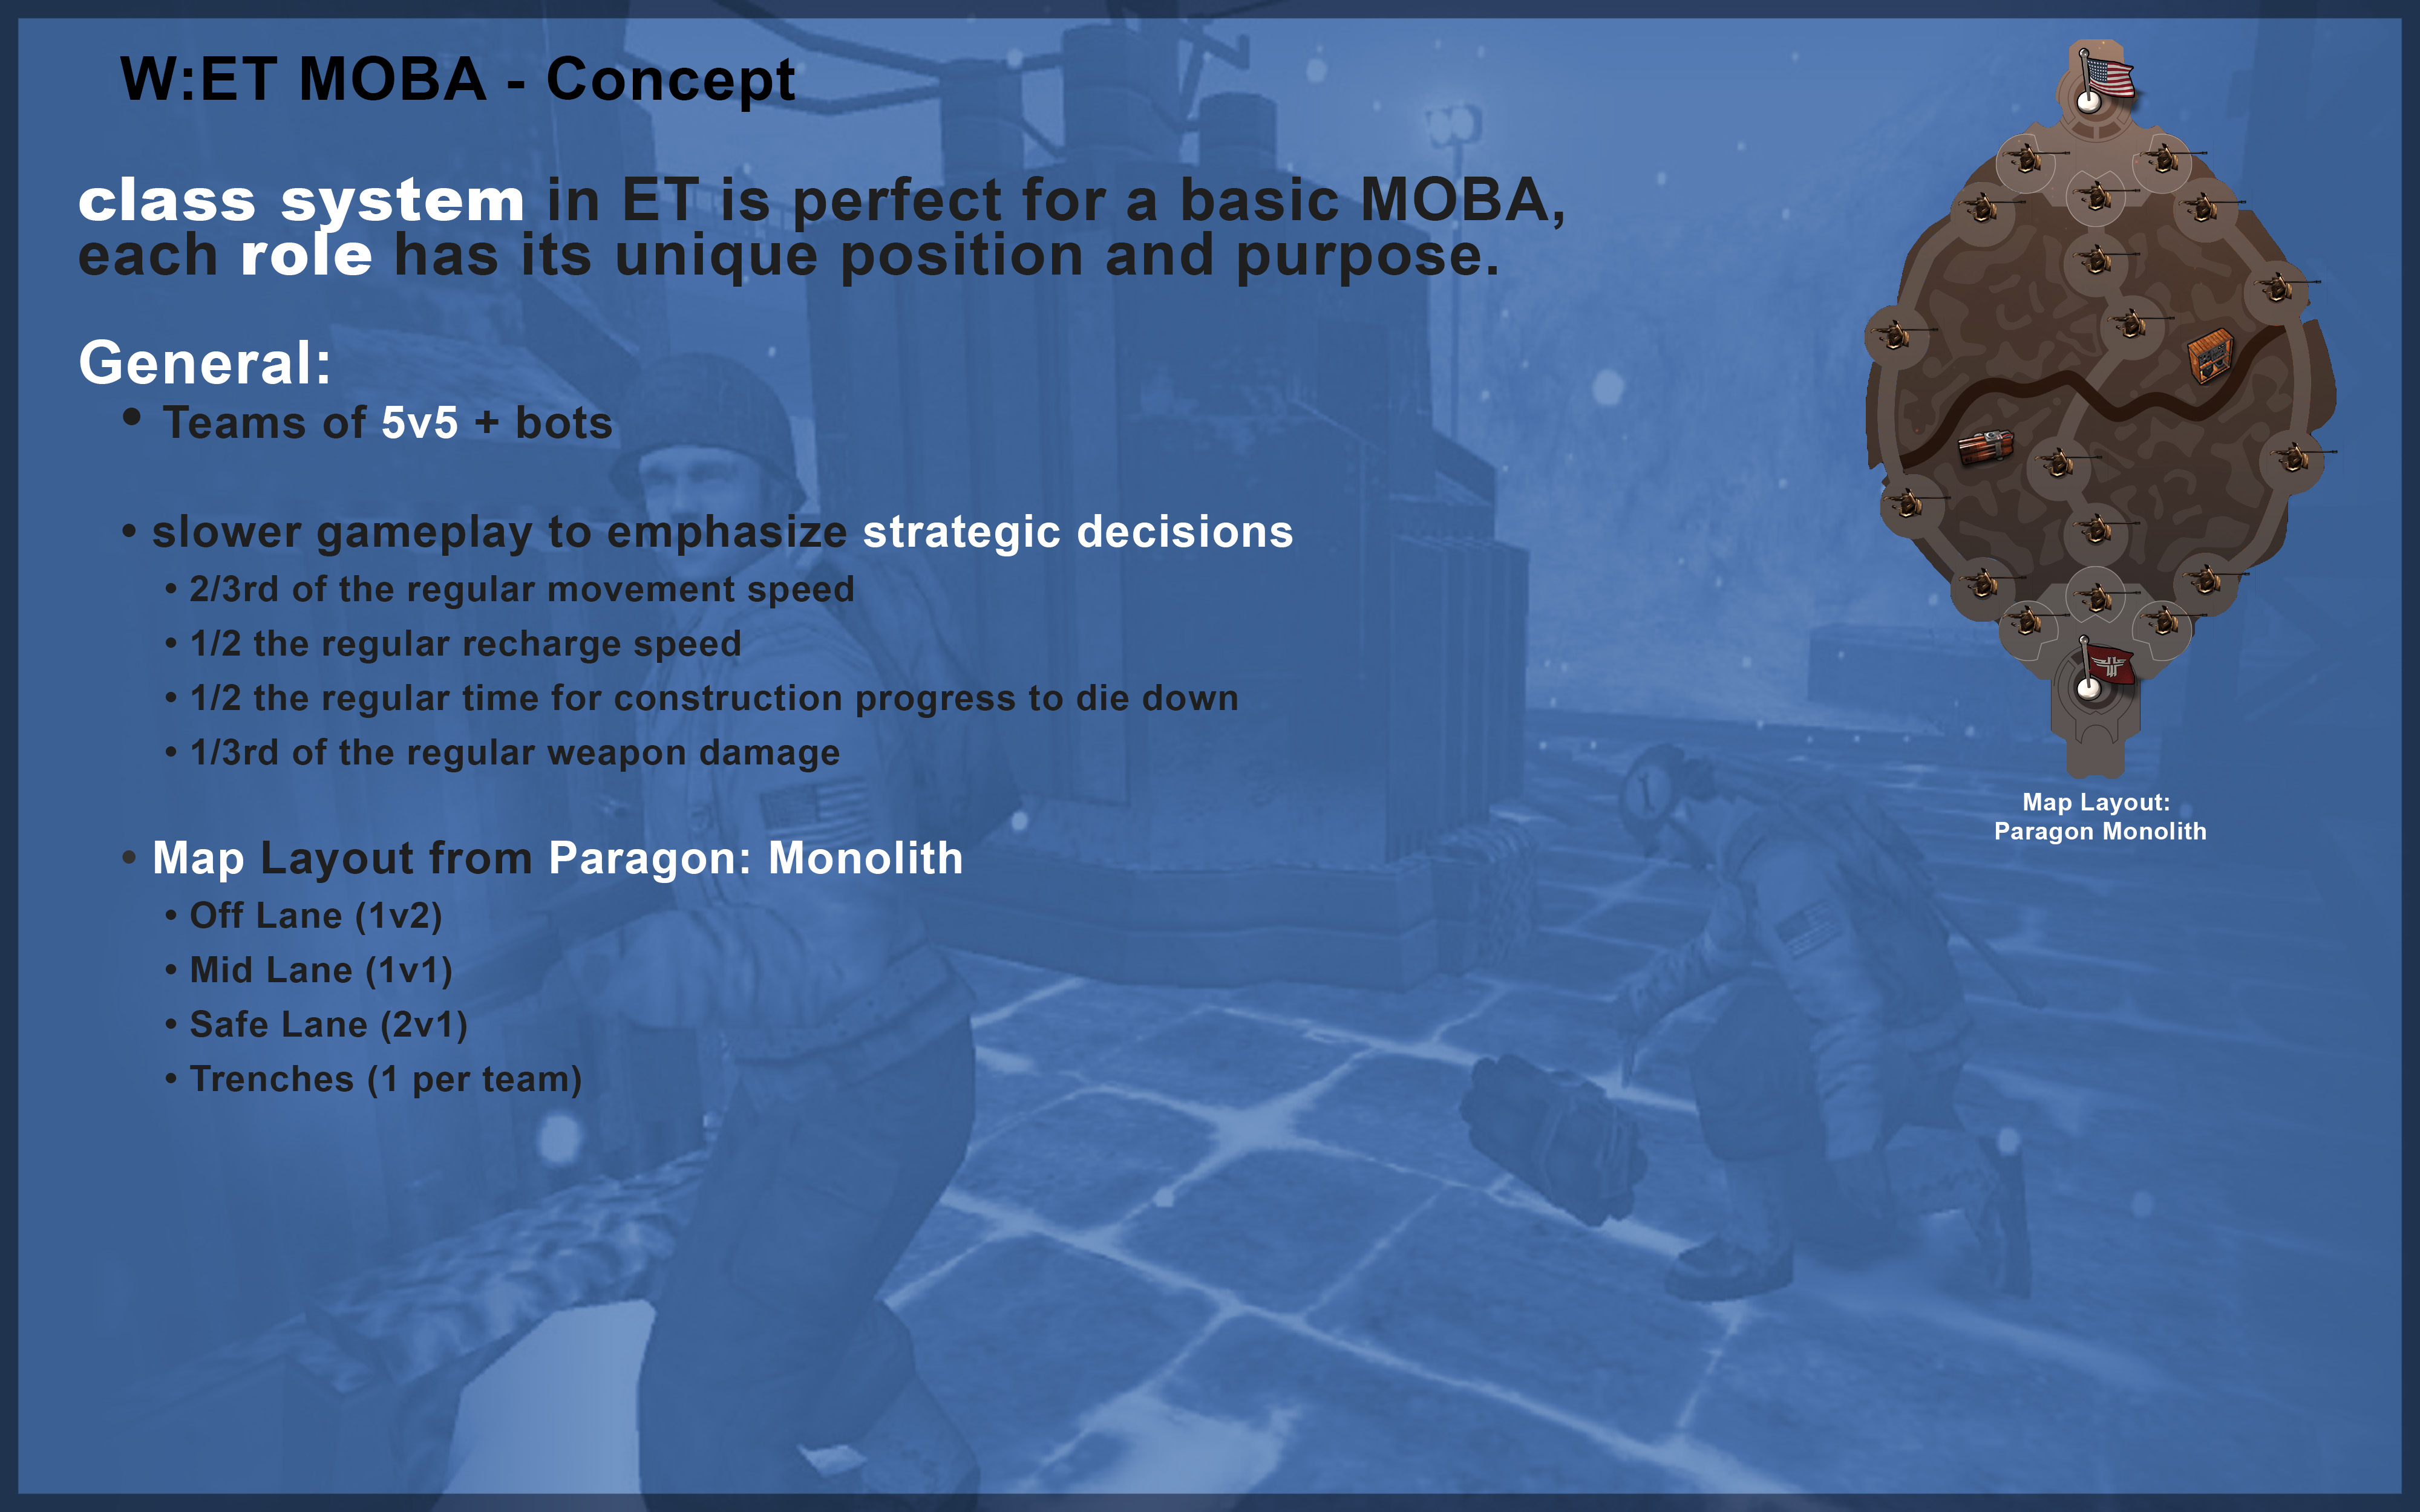 W:ET MOBA - Concept
class system in ET is perfect for a basic MOBA,
each role has its unique position and purpose.
General:
• Teams of 5v5 + bots
• slower gameplay to emphasize strategic decisions
• 2/3rd of the regular movement speed
• 1/2 the regular recharge speed
• 1/2 the regular time for construction progress to die down
• 1/3rd of the regular weapon damage
• Map Layout from Paragon: Monolith
• Off Lane (1v2)
• Mid Lane (1v1)
• Safe Lane (2v1)
• Trenches (1 per team)
Map Layout:
Paragon Monolith